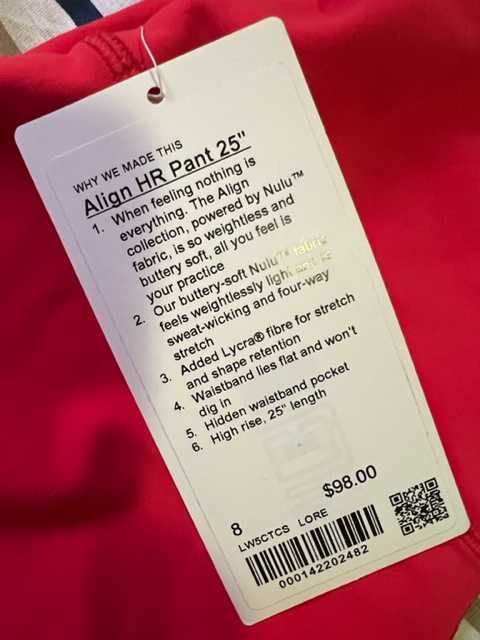 WHY WE MADE THIS
Align HR Pant 25"
1. When feeling nothing is
everything. The Align
collection, powered by Nulu™
fabric, is so weightless and
buttery soft, all you feel is
your practice
2. Our buttery-soft Nulu™ fabric
feels weightlessly light and is
sweat-wicking and four-way
stretch
3. Added Lycra® fibre for stretch
and shape retention
4. Waistband lies flat and won't
dig in
5. Hidden waistband pocket
6. High rise, 25" length
$98.00
8
LW5CTCS LORE
000142202482